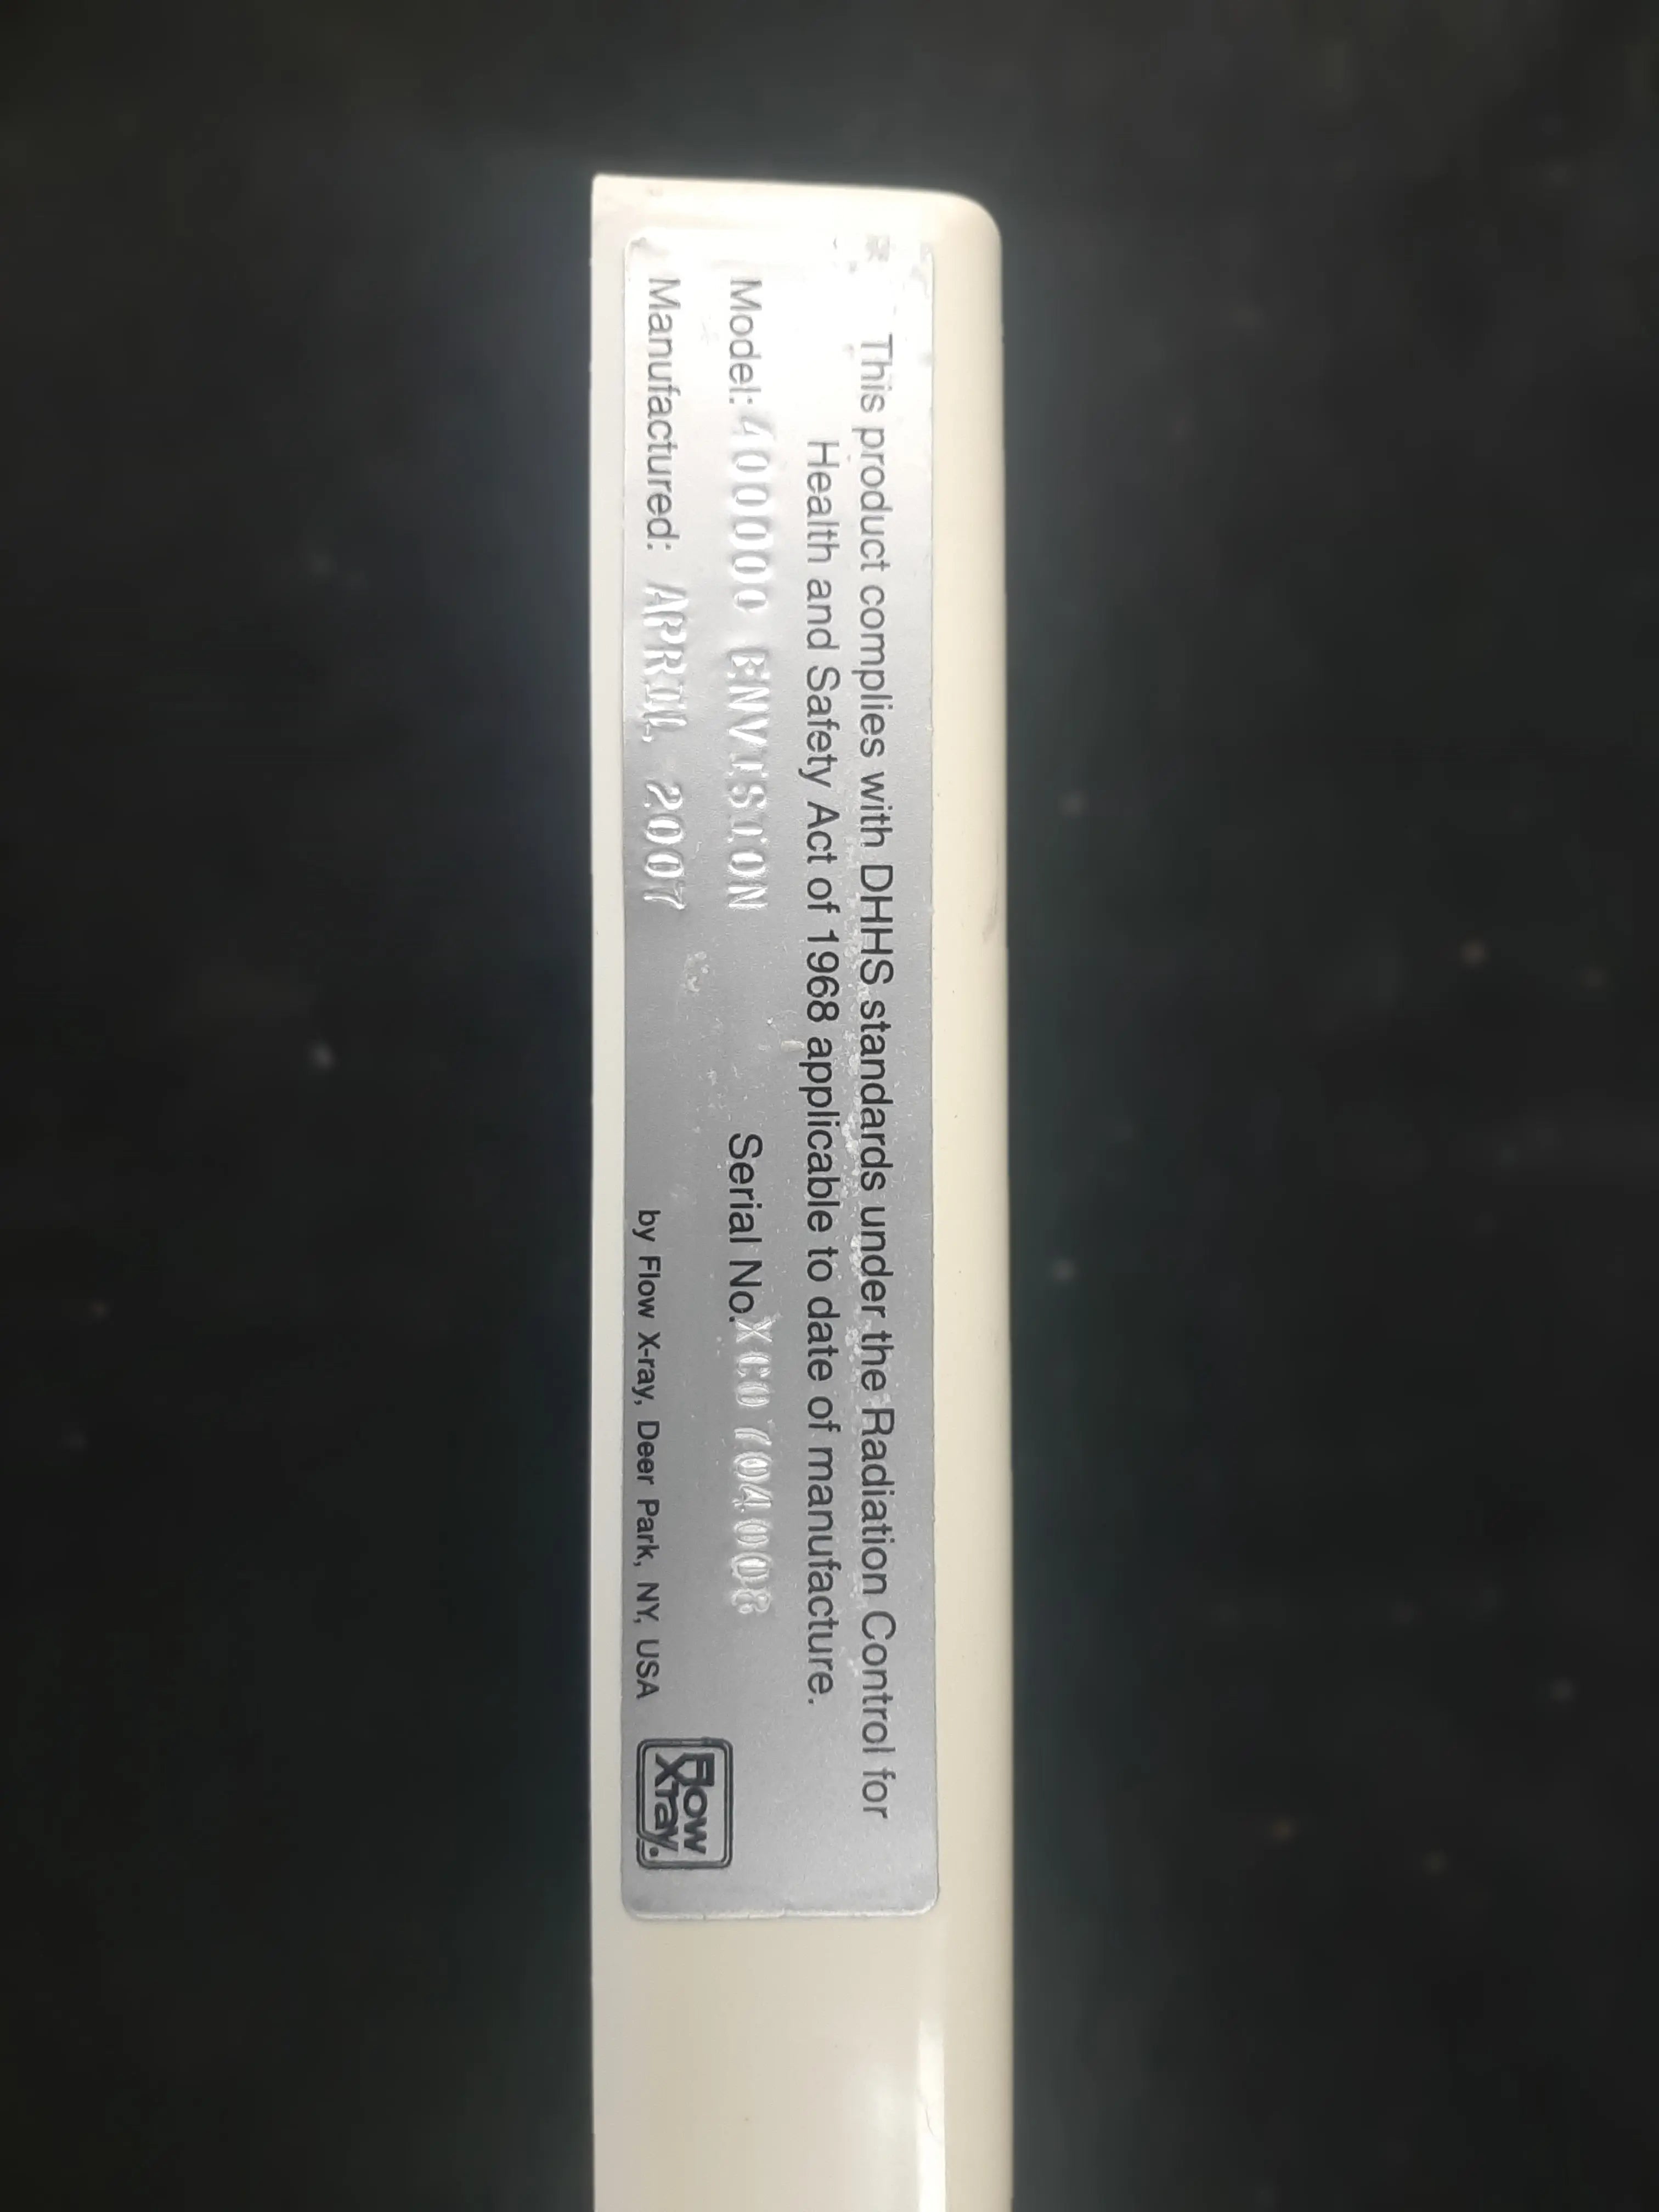 This product complies with DHHS standards under the Radiation Control for
Health and Safety Act of 1968 applicable to date of manufacture.
Model: 400000 ENVISION Serial No. XC0704008
Manufactured: APRIL, 2007 by Flow X-ray, Deer Park, NY, USA
Flow
Xray.